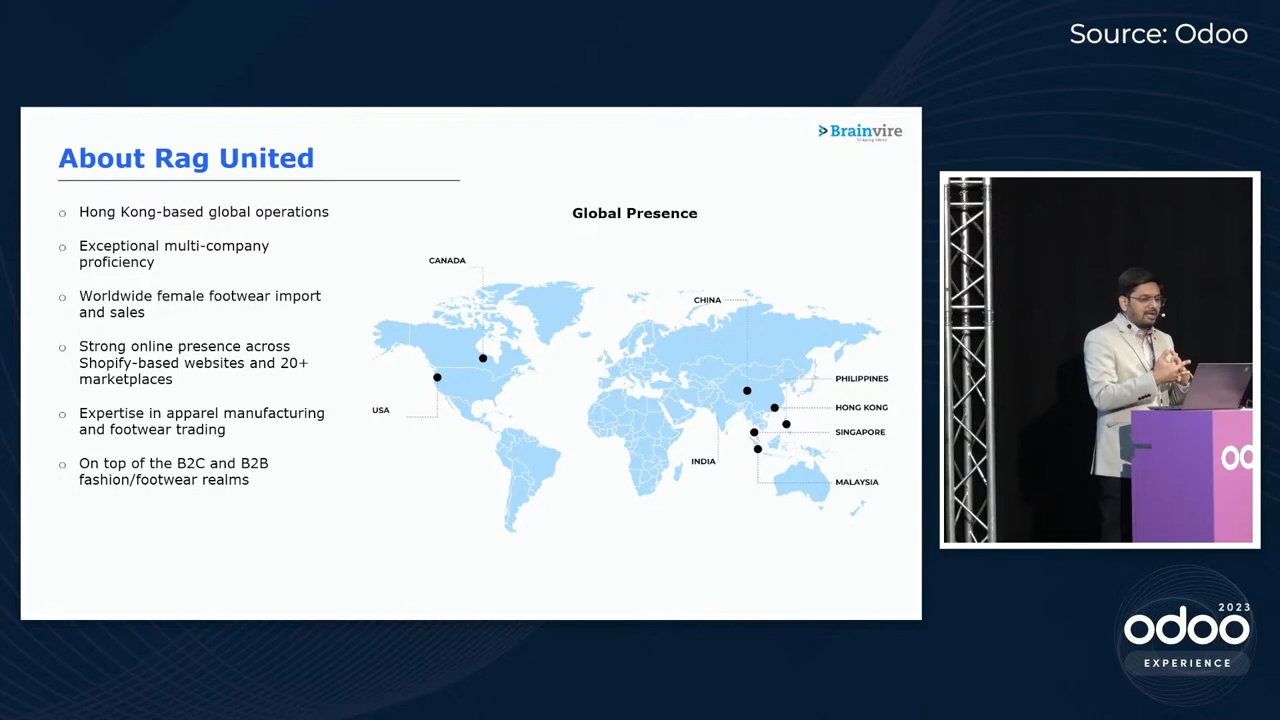 Source: Odoo
Brainvire
About Rag United
Hong Kong-based global operations
Exceptional multi-company
proficiency
Worldwide female footwear import
and sales
Strong online presence across
Shopify-based websites and 20+
marketplaces
Expertise in apparel manufacturing
and footwear trading
On top of the B2C and B2B
fashion/footwear realms
Global Presence
CANADA
CHINA
PHILIPPINES
USA
HONG KONG
SINGAPORE
INDIA
MALAYSIA
2023
odoo
EXPERIENCE